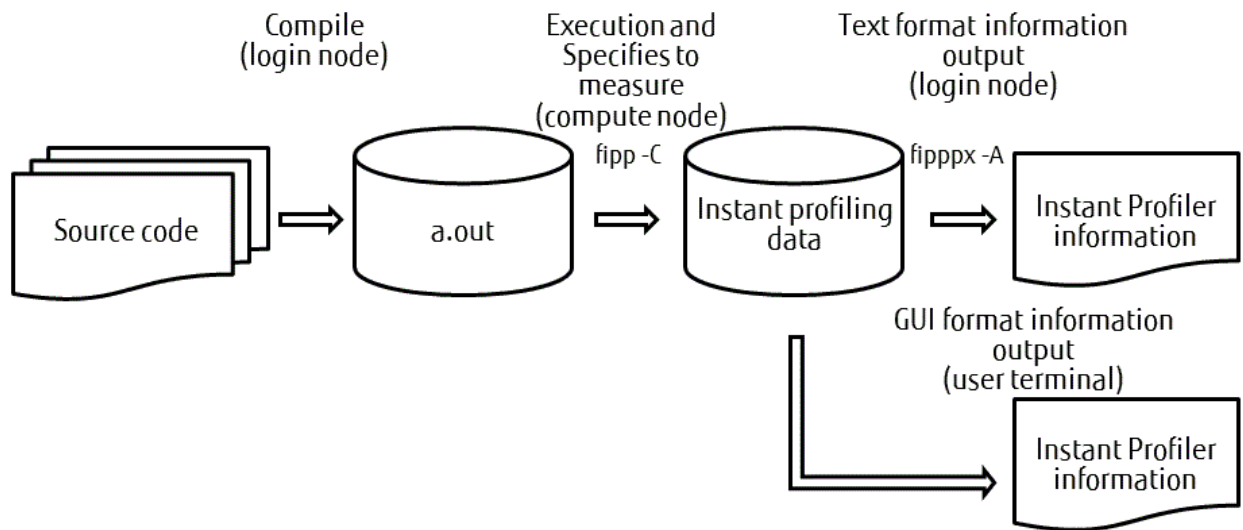 Compile
(login node)
Execution and
Specifies to
measure
(compute node)
fipp -C
Text format information
output
(login node)
fipppx -A
Source code
a.out
Instant profiling
data
Instant Profiler
information
GUI format information
output
(user terminal)
Instant Profiler
information